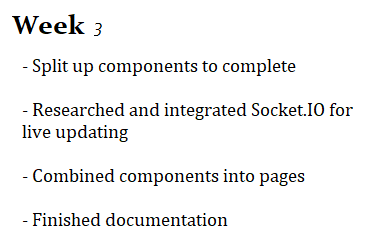 Week 3
- Split up components to complete
- Researched and integrated Socket.IO for
live updating
- Combined components into pages
- Finished documentation